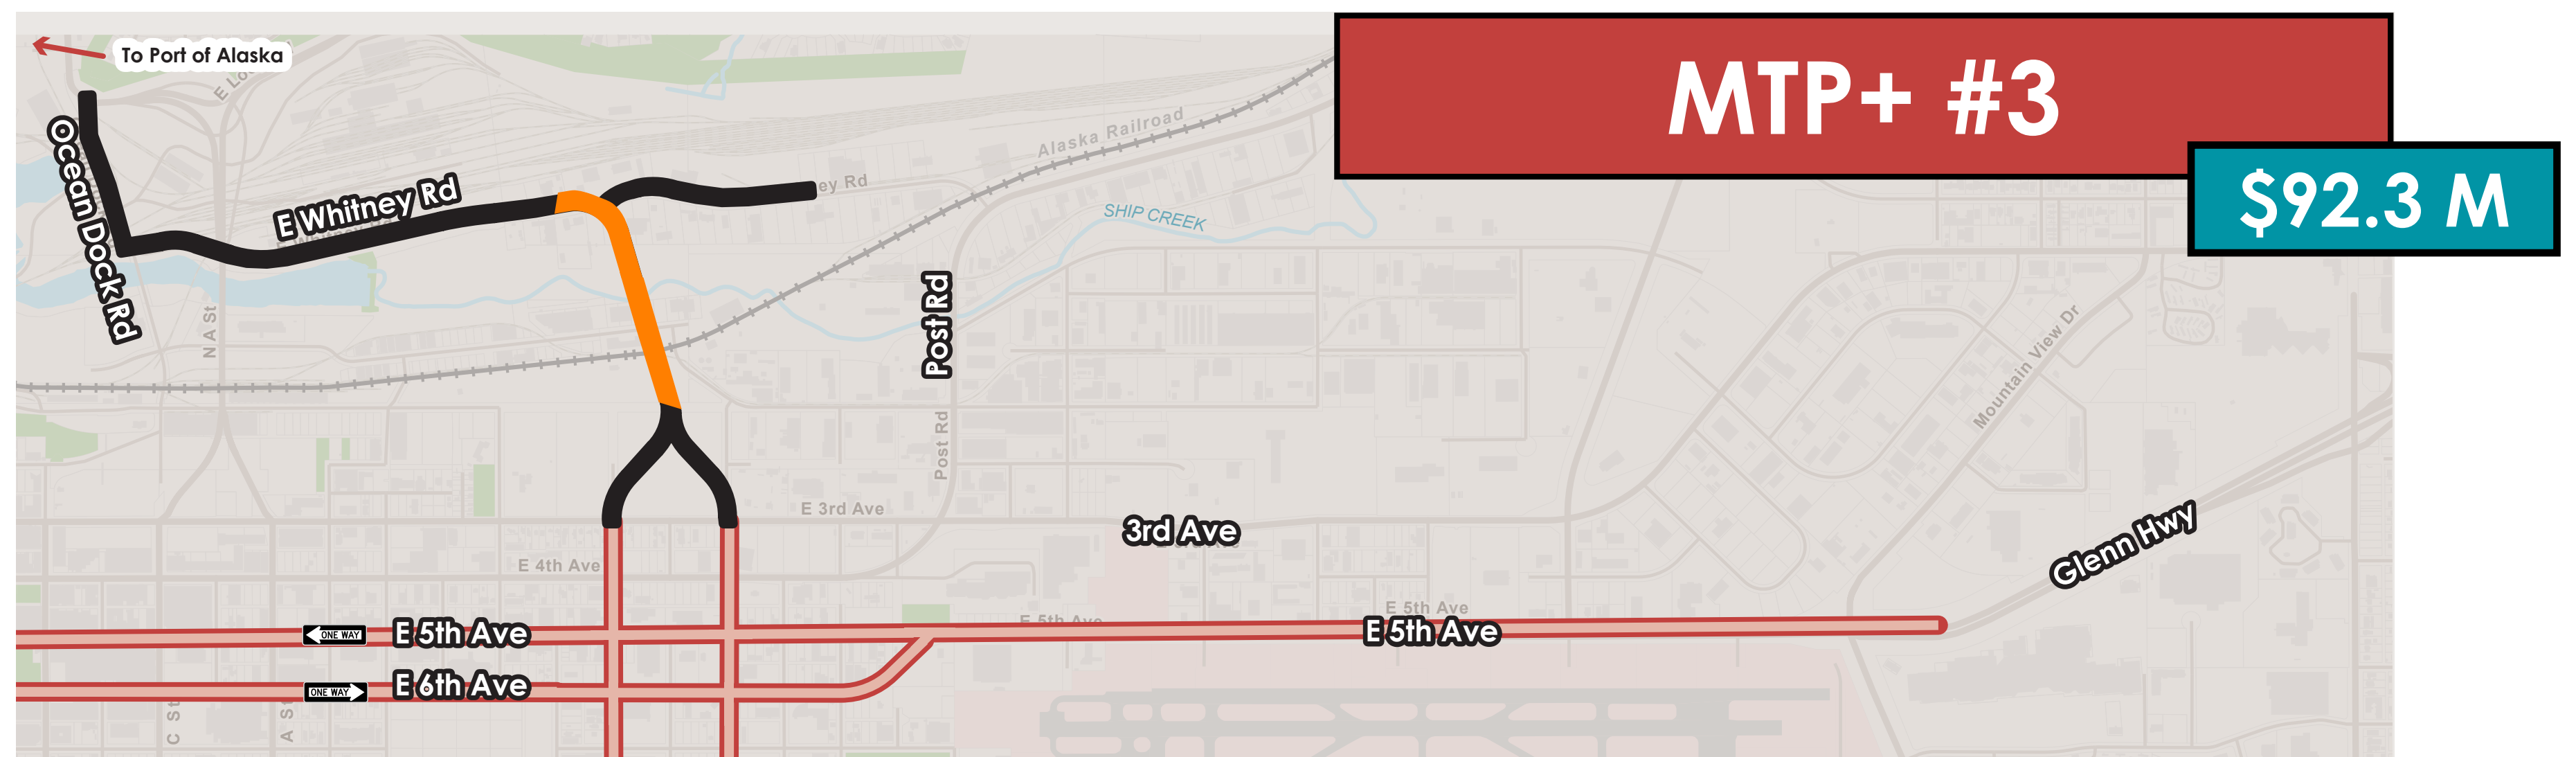 To Port of Alaska
MTP+ #3
$92.3 M
E Lo
Ocean Dock Rd
E Whitney Rd
ey Rd
Alaska Railroad
SHIP CREEK
N A St
Post Rd
Post Rd
Mountain View Dr
E 3rd Ave
3rd Ave
E 4th Ave
Glenn Hwy
E 5th Ave
E 5th Ave
ONE WAY
E 5th Ave
E 5th Ave
ONE WAY
E 6th Ave
C St
A St